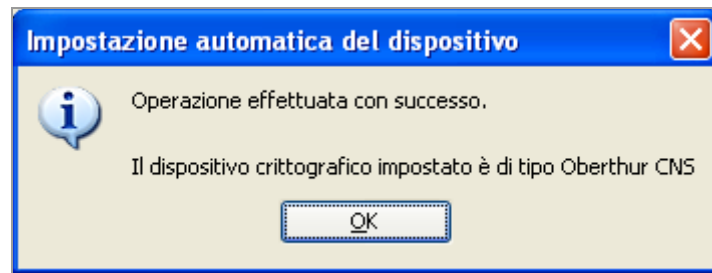 Impostazione automatica del dispositivo
Operazione effettuata con successo.
Il dispositivo crittografico impostato è di tipo Oberthur CNS
OK